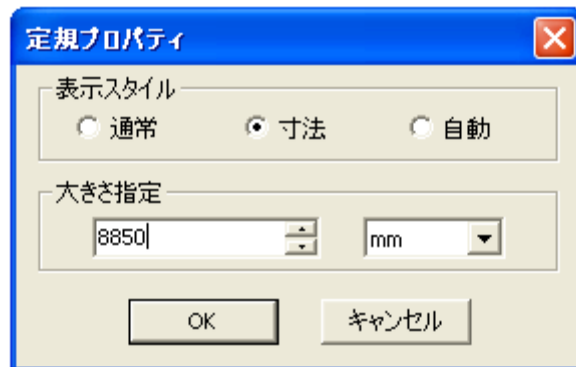 定規プロパティ
表示スタイル
通常 寸法 自動
大きさ指定
8850 mm
OK キャンセル